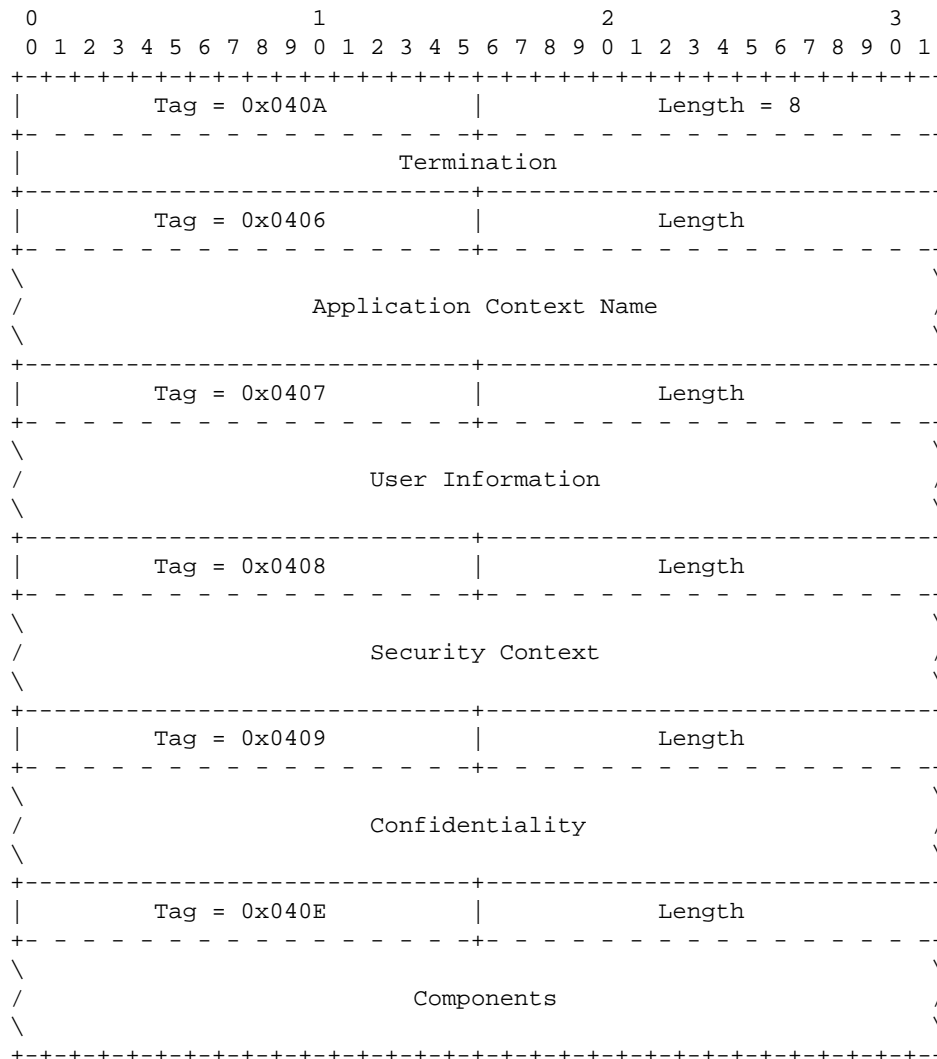 0                   1                   2                   3
0 1 2 3 4 5 6 7 8 9 0 1 2 3 4 5 6 7 8 9 0 1 2 3 4 5 6 7 8 9 0 1
Tag = 0x040A | Length = 8
Termination
Tag = 0x0406 | Length
Application Context Name
Tag = 0x0407 | Length
User Information
Tag = 0x0408 | Length
Security Context
Tag = 0x0409 | Length
Confidentiality
Tag = 0x040E | Length
Components